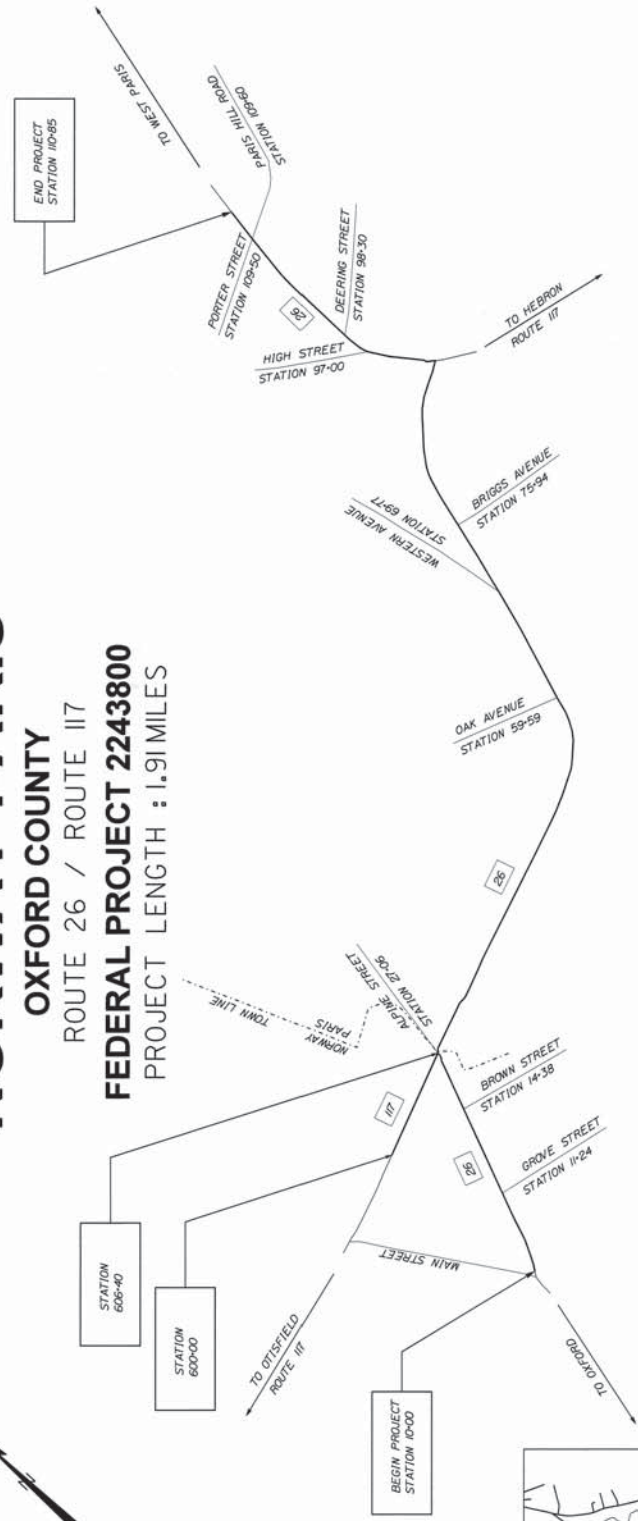 OXFORD COUNTY
ROUTE 26 / ROUTE 117
FEDERAL PROJECT 2243800
PROJECT LENGTH : 1.91 MILES
N
STATION
606+40
STATION
600+00
TO OTISFIELD
ROUTE 117
117
MAIN STREET
BEGIN PROJECT
STATION 10+00
TO OXFORD
26
GROVE STREET
STATION 11+24
BROWN STREET
STATION 14+38
NORWAY
PARIS
TOWN LINE
ALPINE STREET
STATION 27+06
26
OAK AVENUE
STATION 59+59
WESTERN AVENUE
STATION 69+77
BRIGGS AVENUE
STATION 75+94
TO HEBRON
ROUTE 117
HIGH STREET
STATION 97+00
DEERING STREET
STATION 98+30
26
PORTER STREET
STATION 109+50
PARIS HILL ROAD
STATION 109+60
END PROJECT
STATION 110+85
TO WEST PARIS